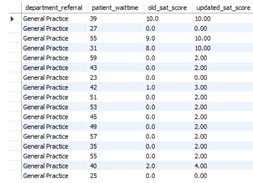 department_referral patient_waittime old_sat_score updated_sat_score
General Practice 39 10.0 10.00
General Practice 27 0.0 0.00
General Practice 55 9.0 10.00
General Practice 31 8.0 10.00
General Practice 59 0.0 2.00
General Practice 43 0.0 2.00
General Practice 23 0.0 0.00
General Practice 42 1.0 3.00
General Practice 51 0.0 2.00
General Practice 53 0.0 2.00
General Practice 45 0.0 2.00
General Practice 49 0.0 2.00
General Practice 57 0.0 2.00
General Practice 35 0.0 2.00
General Practice 55 0.0 2.00
General Practice 40 2.0 4.00
General Practice 25 0.0 0.00